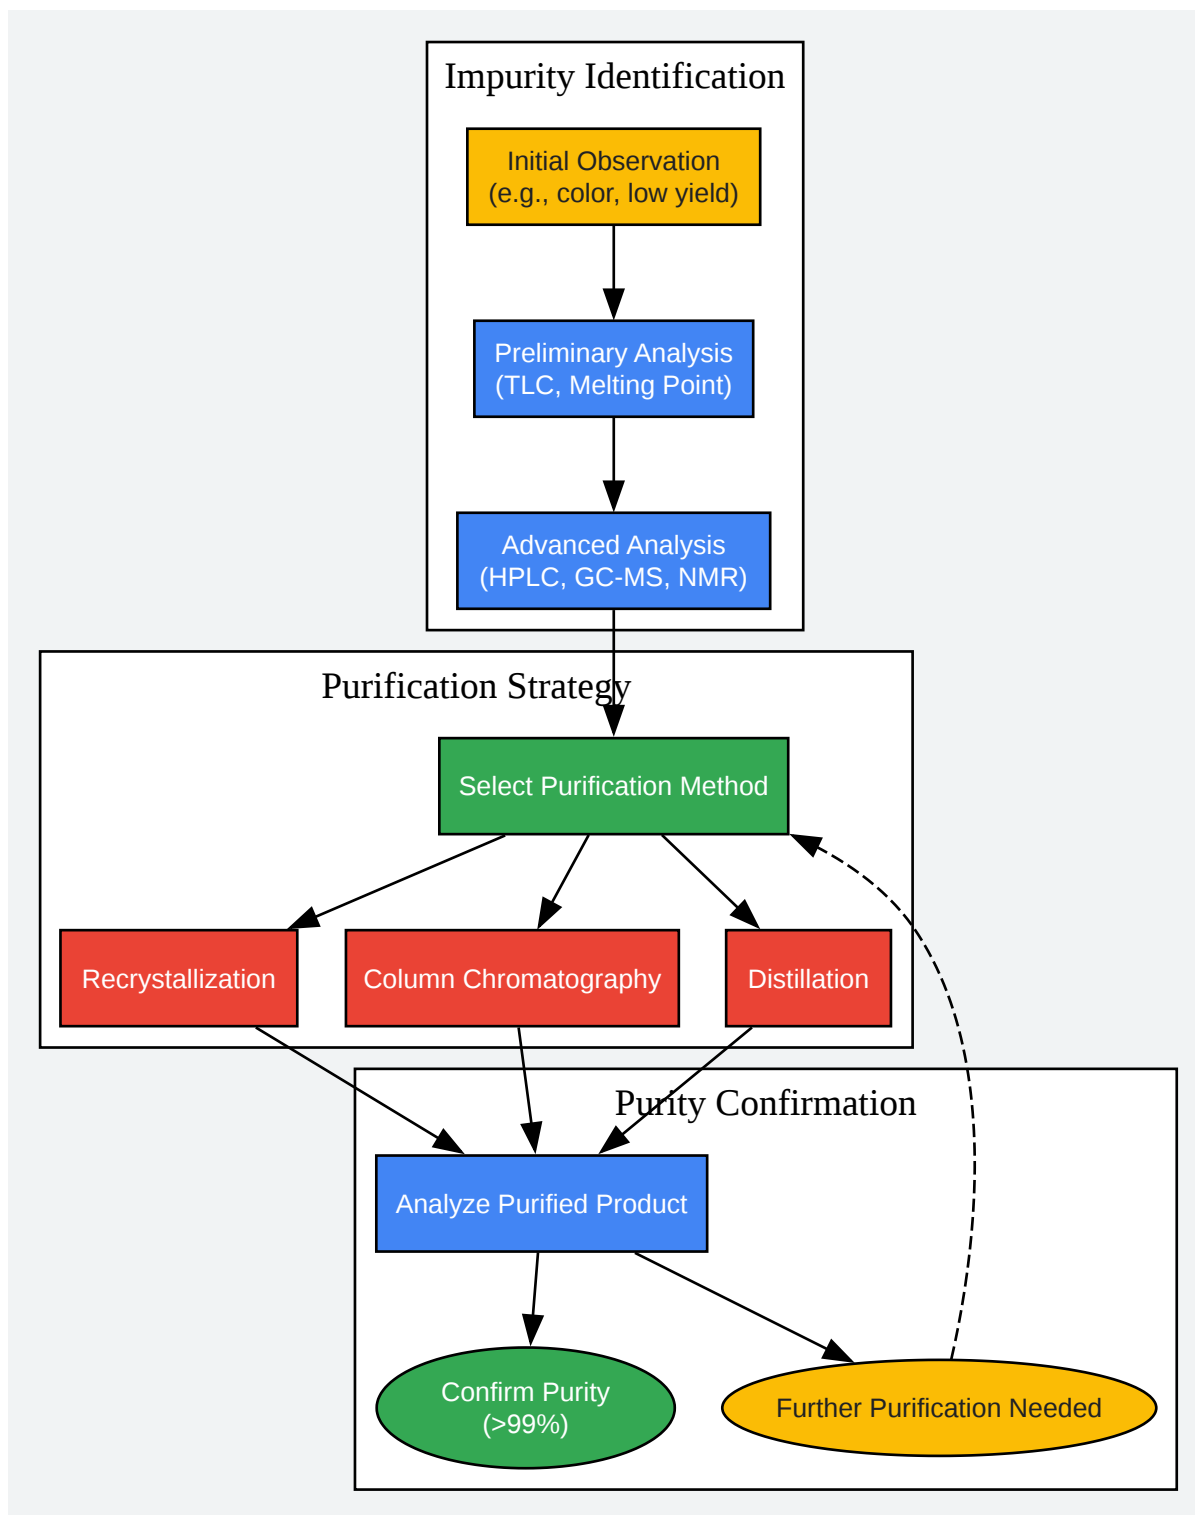 Impurity Identification
Initial Observation
(e.g., color, low yield)
Preliminary Analysis
(TLC, Melting Point)
Advanced Analysis
(HPLC, GC-MS, NMR)
Purification Strategy
Select Purification Method
Recrystallization
Column Chromatography
Distillation
Purity Confirmation
Analyze Purified Product
Confirm Purity
(>99%)
Further Purification Needed